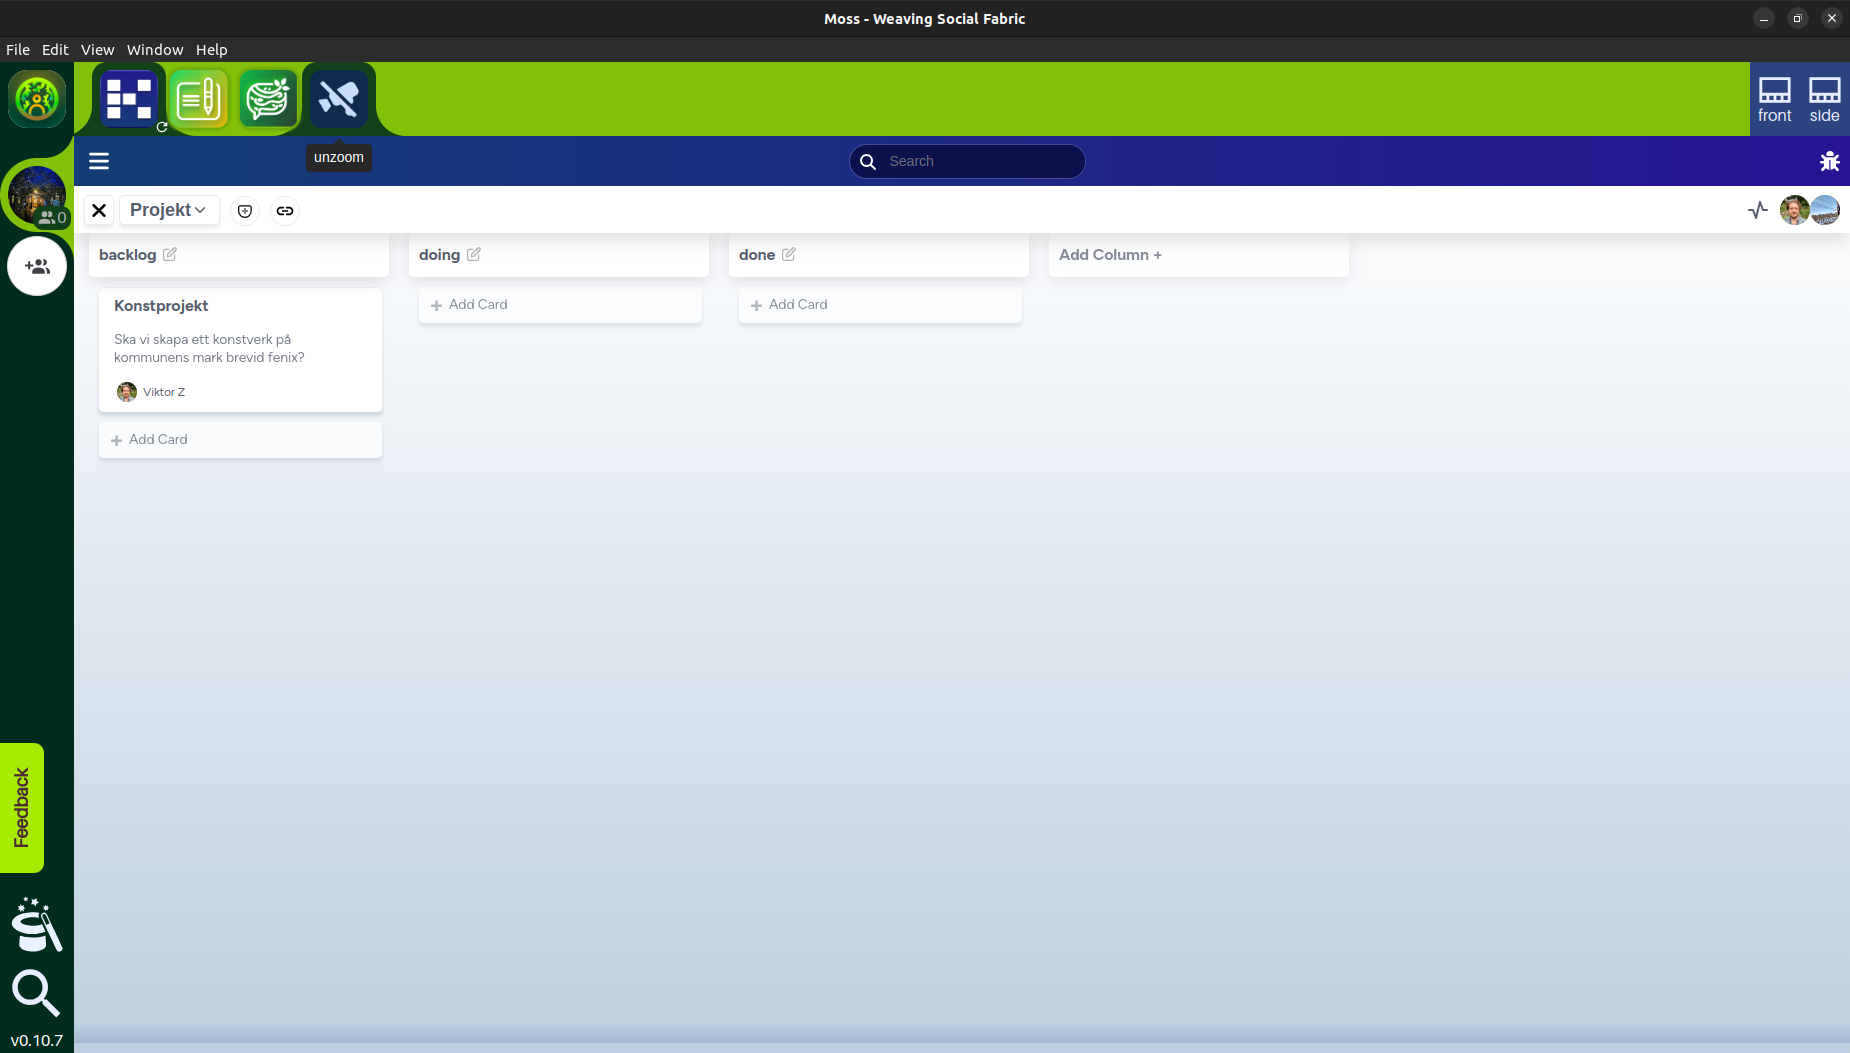 Moss - Weaving Social Fabric
File Edit View Window Help
front side
unzoom
Search
0
Projekt
backlog
doing
done
Add Column +
Konstprojekt
Ska vi skapa ett konstverk på
kommunens mark brevid fenix?
Viktor Z
+ Add Card
+ Add Card
+ Add Card
Feedback
v0.10.7